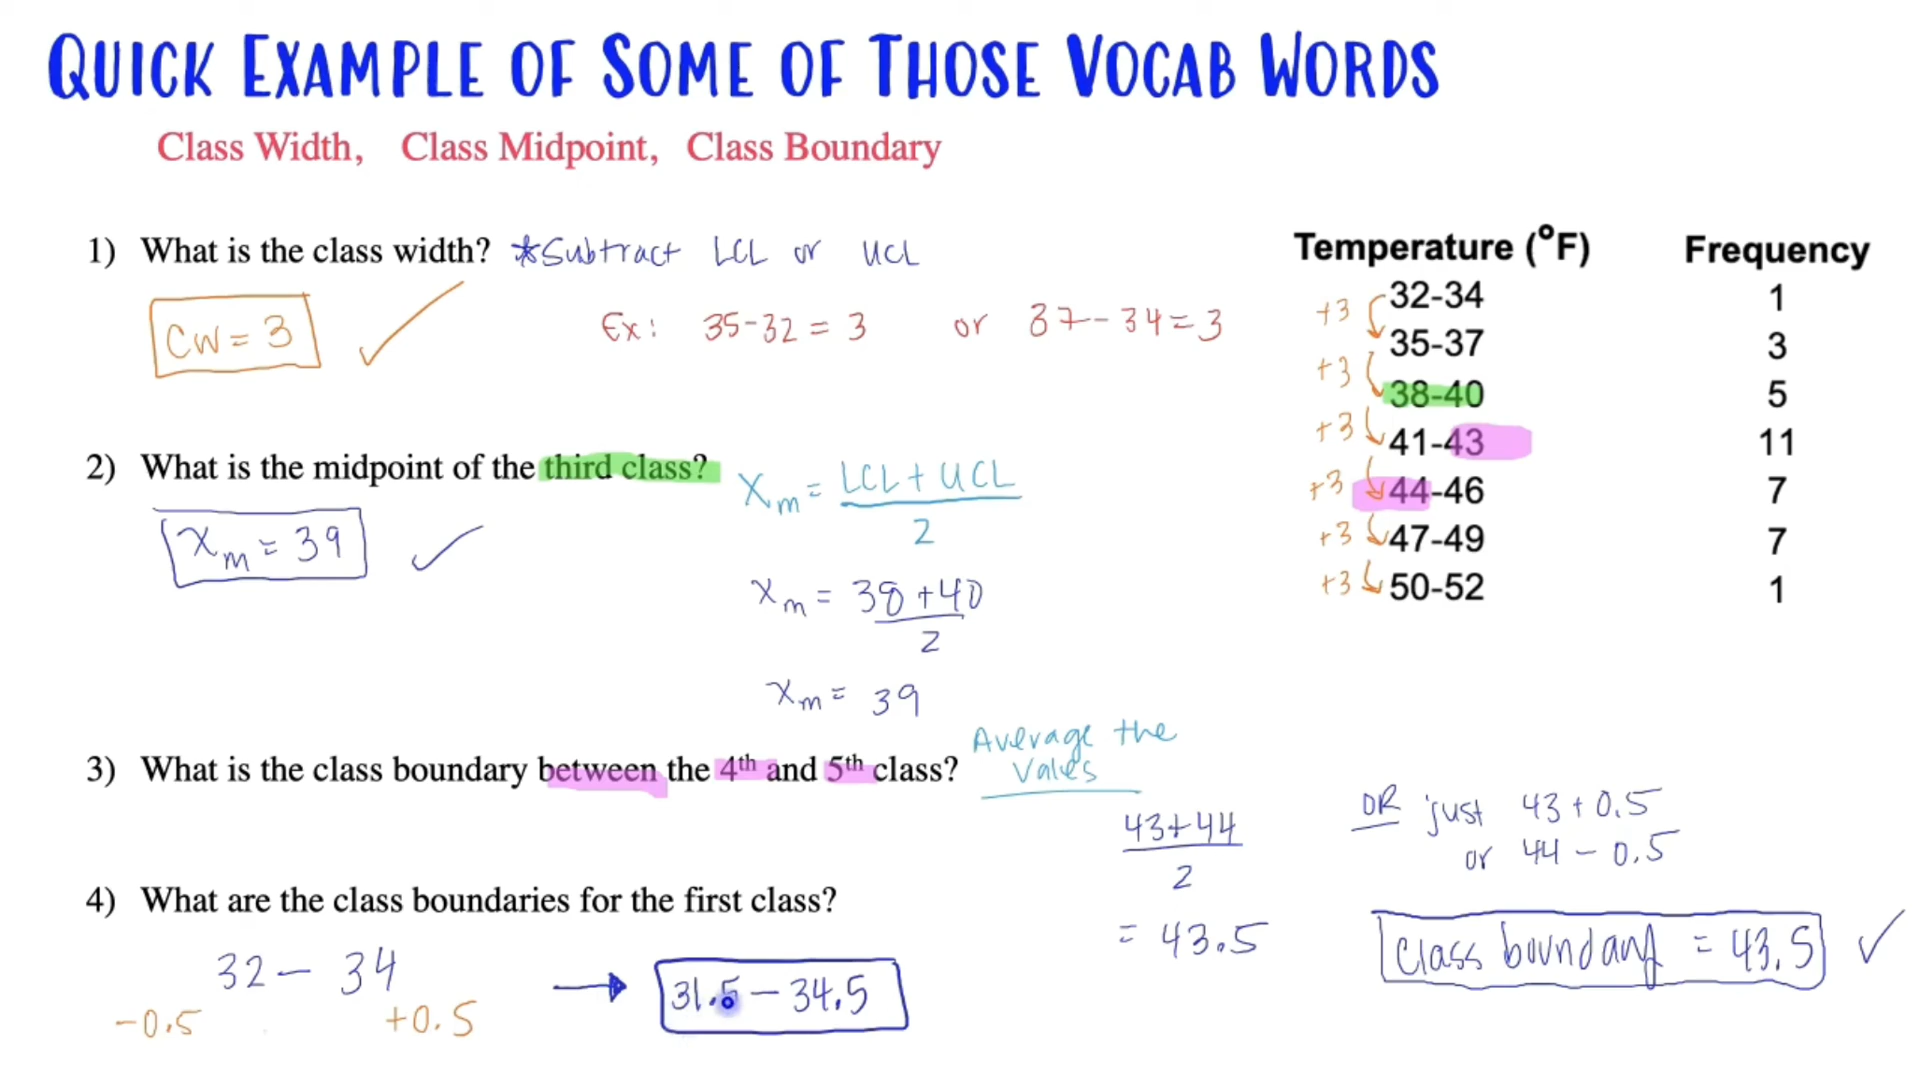 QUICK EXAMPLE OF SOME OF THOSE VOCAB WORDS
Class Width, Class Midpoint, Class Boundary
1) What is the class width? *Subtract LCL or UCL
CW = 3
Ex: 35-32 = 3 or 37-34=3
2) What is the midpoint of the third class?
Xm = LCL + UCL
2
Xm = 39
Xm = 38+40
2
Xm = 39
3) What is the class boundary between the 4th and 5th class?
Average the
Values
43+44
2
= 43.5
OR just 43+0.5
or 44-0.5
Class boundary = 43.5
4) What are the class boundaries for the first class?
32 - 34
-0.5 +0.5
31.5 - 34.5
Temperature (°F) Frequency
32-34 1
+3
35-37 3
+3
38-40 5
+3
41-43 11
+3
44-46 7
+3
47-49 7
+3
50-52 1